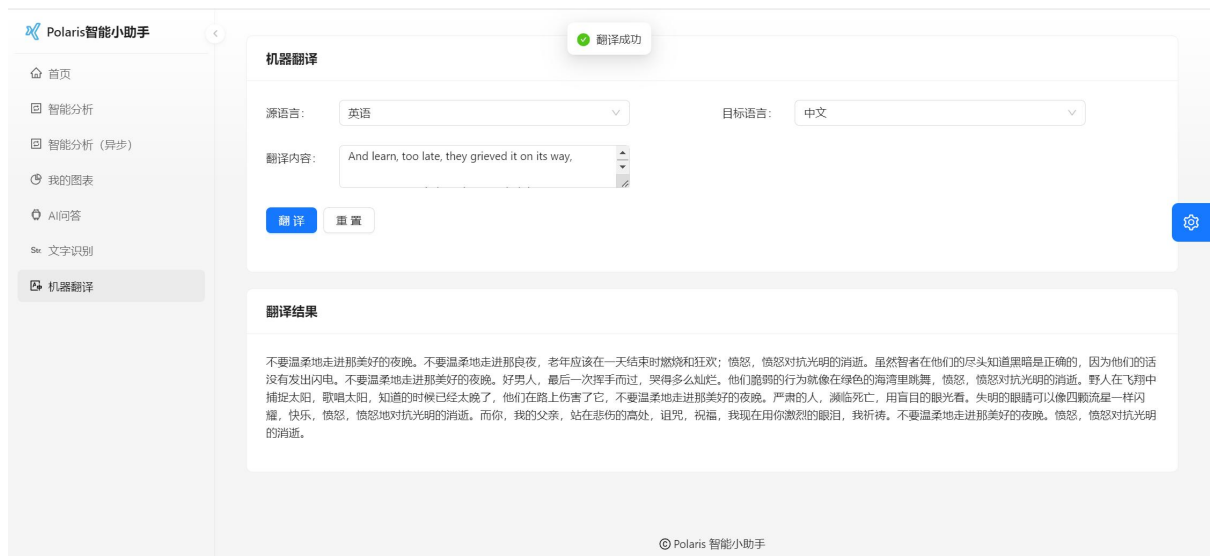 Polaris智能小助手
翻译成功
首页
智能分析
智能分析（异步）
我的图表
AI问答
文字识别
机器翻译
机器翻译
源语言：
英语
目标语言：
中文
翻译内容：
And learn, too late, they grieved it on its way,
翻 译
重 置
翻译结果
不要温柔地走进那美好的夜晚。不要温柔地走进那良夜，老年应该在一天结束时燃烧和狂欢；愤怒，愤怒对抗光明的消逝。虽然智者在他们的尽头知道黑暗是正确的，因为他们的话
没有发出闪电。不要温柔地走进那美好的夜晚。好男人，最后一次挥手而过，哭得多么灿烂。他们脆弱的行为就像在绿色的海湾里跳舞，愤怒，愤怒对抗光明的消逝。野人在飞翔中
捕捉太阳，歌唱太阳，知道的时候已经太晚了，他们在路上伤害了它，不要温柔地走进那美好的夜晚。严肃的人，濒临死亡，用盲目的眼光看。失明的眼睛可以像四颗流星一样闪
耀，快乐，愤怒，愤怒地对抗光明的消逝。而你，我的父亲，站在悲伤的高处，诅咒，祝福，我现在用你激烈的眼泪，我祈祷。不要温柔地走进那美好的夜晚。愤怒，愤怒对抗光明
的消逝。
© Polaris 智能小助手